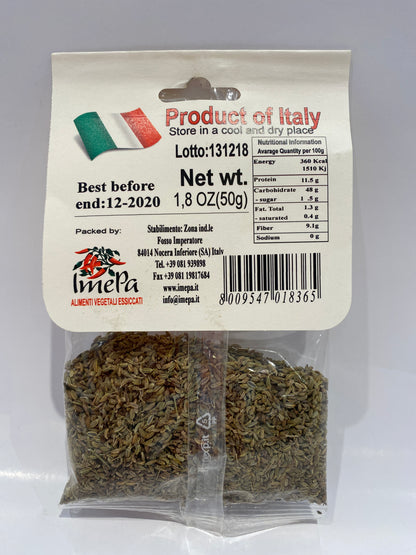 Product of Italy
Store in a cool and dry place
Lotto:131218
Best before
end:12-2020
Net wt.
1,8 OZ(50g)
Nutritional Information
Avarage Quantity per 100g
Energy 360 Kcal
1510 Kj
Protein 11.5 g
Carbohidrate 48 g
- sugar 1 .5 g
Fat. Total 1.3 g
- saturated 0.4 g
Fiber 9.1g
Sodium 0 g
Packed by:
ImePa
ALIMENTI VEGETALI ESSICCATI
Stabilimento: Zona ind.le
Fosso Imperatore
84014 Nocera Inferiore (SA) Italy
Tel. +39 081 939898
Fax +39 081 19817684
www.imepa.it
info@imepa.it
8 009547 018365